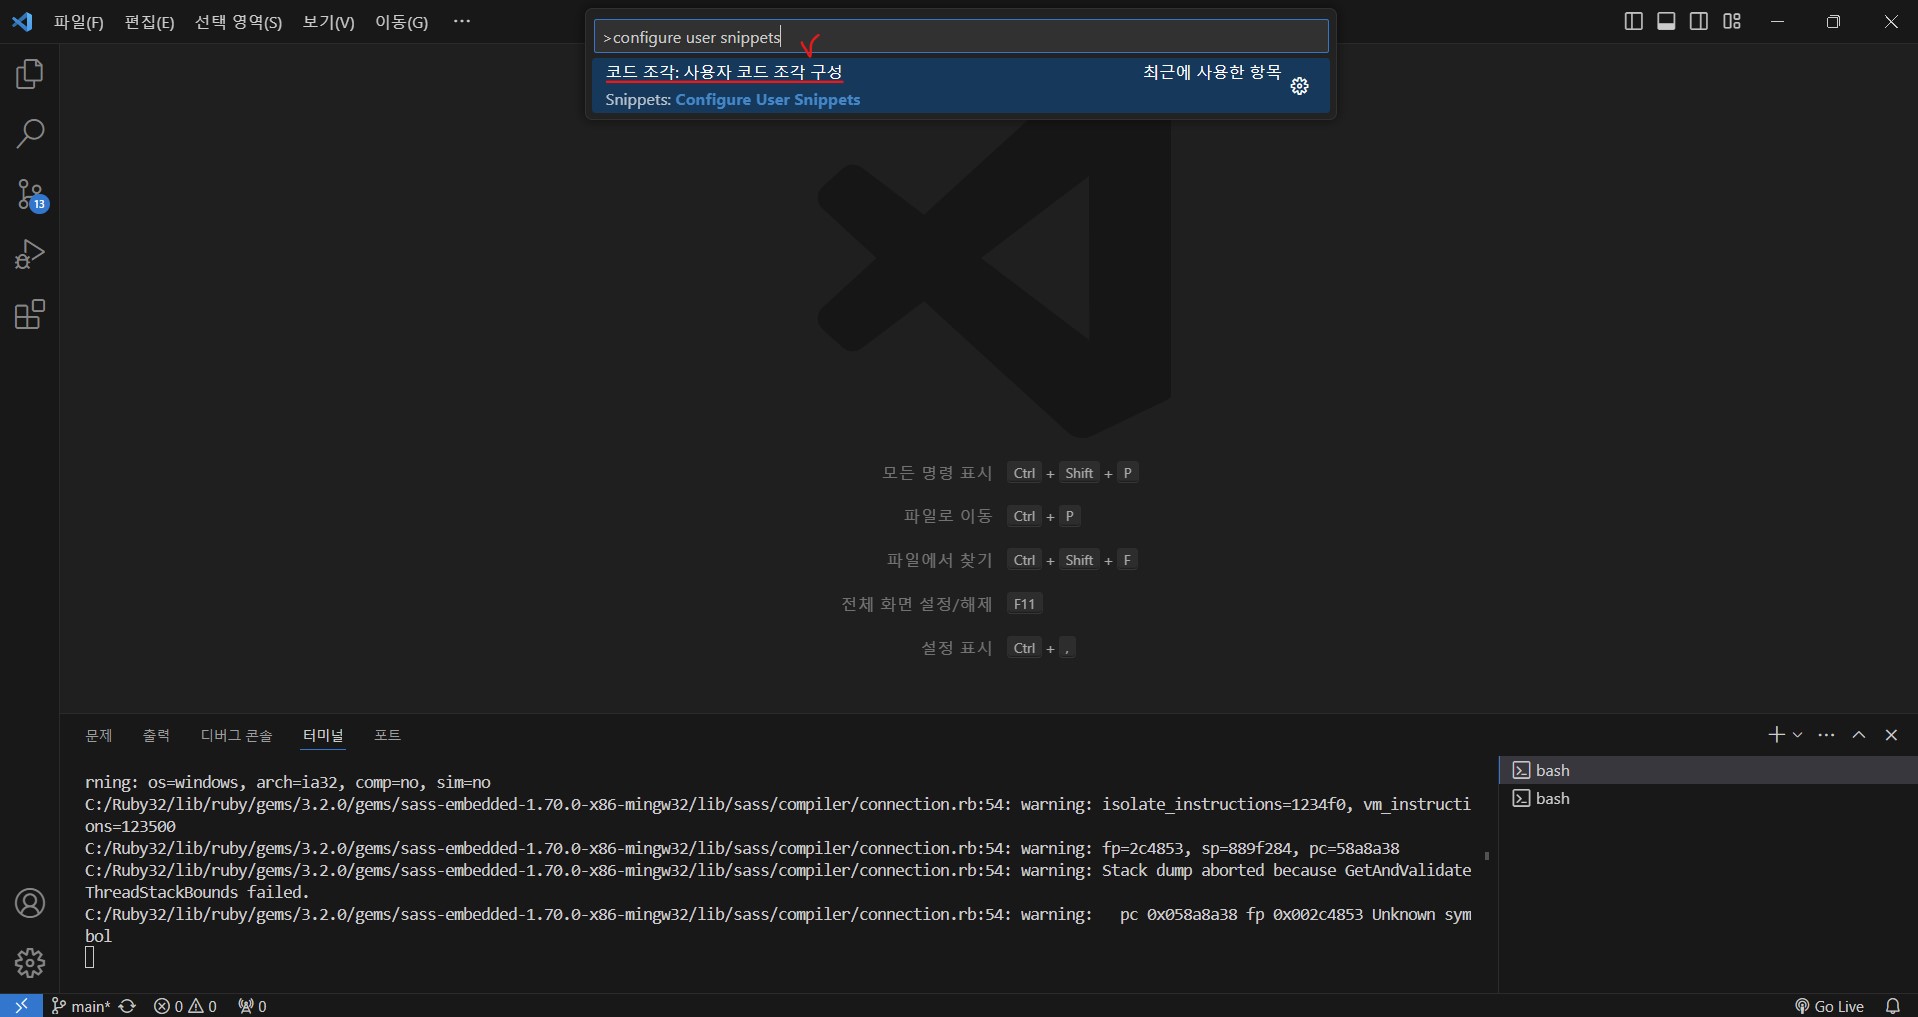 파일(F) 편집(E) 선택 영역(S) 보기(V) 이동(G) ···
>configure user snippets
코드 조각: 사용자 코드 조각 구성 최근에 사용한 항목
Snippets: Configure User Snippets
13
모든 명령 표시 Ctrl + Shift + P
파일로 이동 Ctrl + P
파일에서 찾기 Ctrl + Shift + F
전체 화면 설정/해제 F11
설정 표시 Ctrl + ,
문제 출력 디버그 콘솔 터미널 포트
rning: os=windows, arch=ia32, comp=no, sim=no
C:/Ruby32/lib/ruby/gems/3.2.0/gems/sass-embedded-1.70.0-x86-mingw32/lib/sass/compiler/connection.rb:54: warning: isolate_instructions=1234f0, vm_instructi
ons=123500
C:/Ruby32/lib/ruby/gems/3.2.0/gems/sass-embedded-1.70.0-x86-mingw32/lib/sass/compiler/connection.rb:54: warning: fp=2c4853, sp=889f284, pc=58a8a38
C:/Ruby32/lib/ruby/gems/3.2.0/gems/sass-embedded-1.70.0-x86-mingw32/lib/sass/compiler/connection.rb:54: warning: Stack dump aborted because GetAndValidate
ThreadStackBounds failed.
C:/Ruby32/lib/ruby/gems/3.2.0/gems/sass-embedded-1.70.0-x86-mingw32/lib/sass/compiler/connection.rb:54: warning:   pc 0x058a8a38 fp 0x002c4853 Unknown sym
bol
bash
bash
main* 0 0 0 Go Live